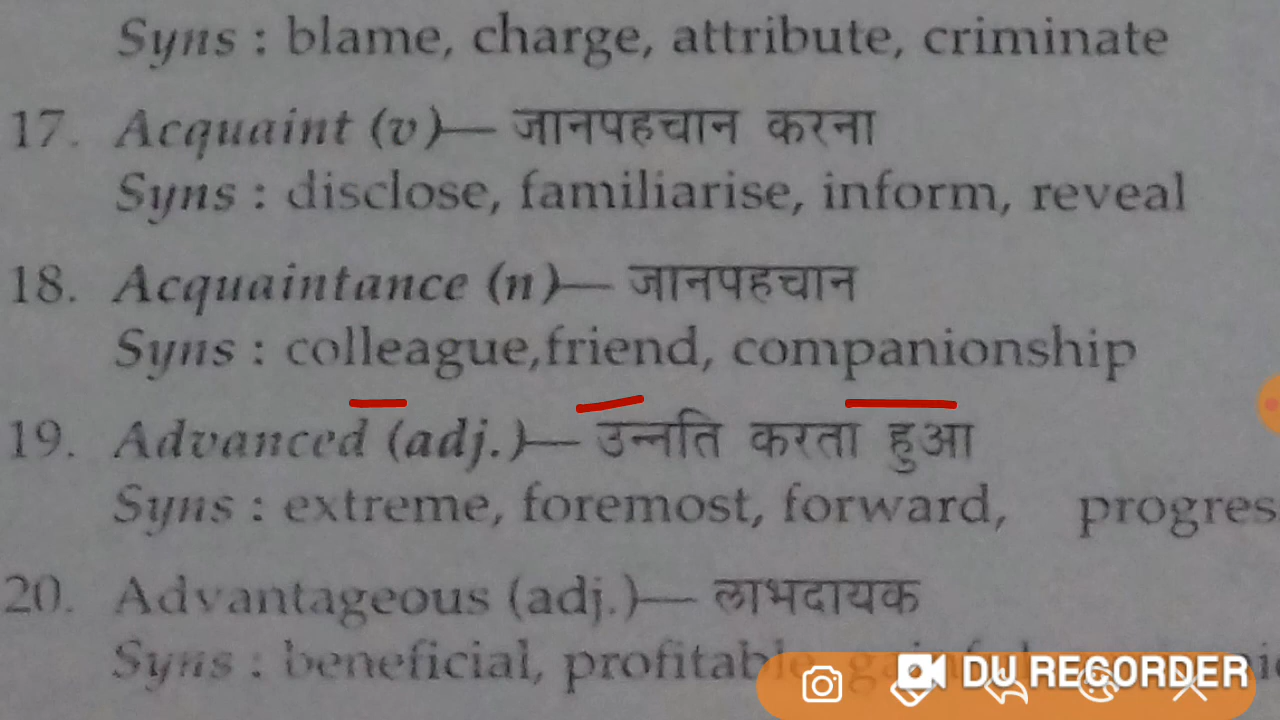 Syns : blame, charge, attribute, criminate
17. Acquaint (v)— जानपहचान करना
Syns : disclose, familiarise, inform, reveal
18. Acquaintance (n)— जानपहचान
Syns : colleague,friend, companionship
19. Advanced (adj.)— उन्नति करता हुआ
Syns : extreme, foremost, forward, progres
20. Advantageous (adj.)— लाभदायक
Syns : beneficial, profitable,
DU RECORDER